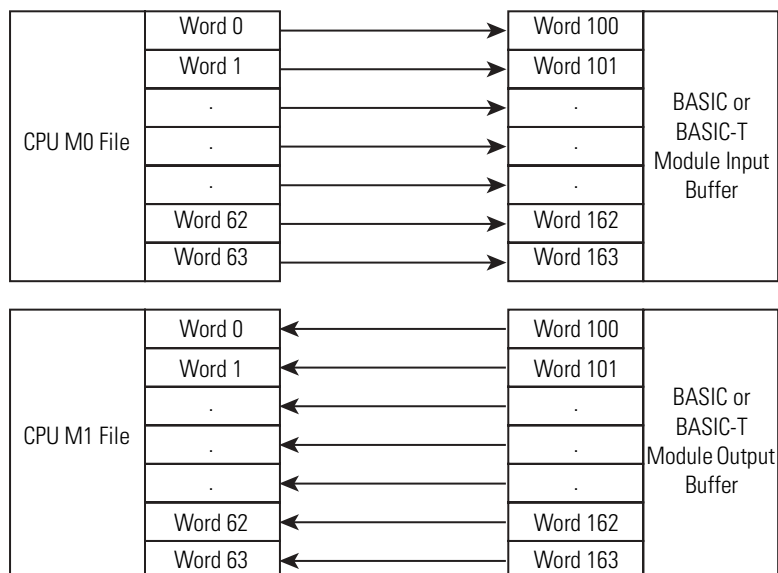 Word 0
Word 100
Word 1
Word 101
.
.
.
.
CPU M0 File
.
.
BASIC or
BASIC-T
Module Input
Buffer
Word 62
Word 162
Word 63
Word 163
Word 0
Word 100
Word 1
Word 101
.
.
.
.
CPU M1 File
.
.
BASIC or
BASIC-T
Module Output
Buffer
Word 62
Word 162
Word 63
Word 163